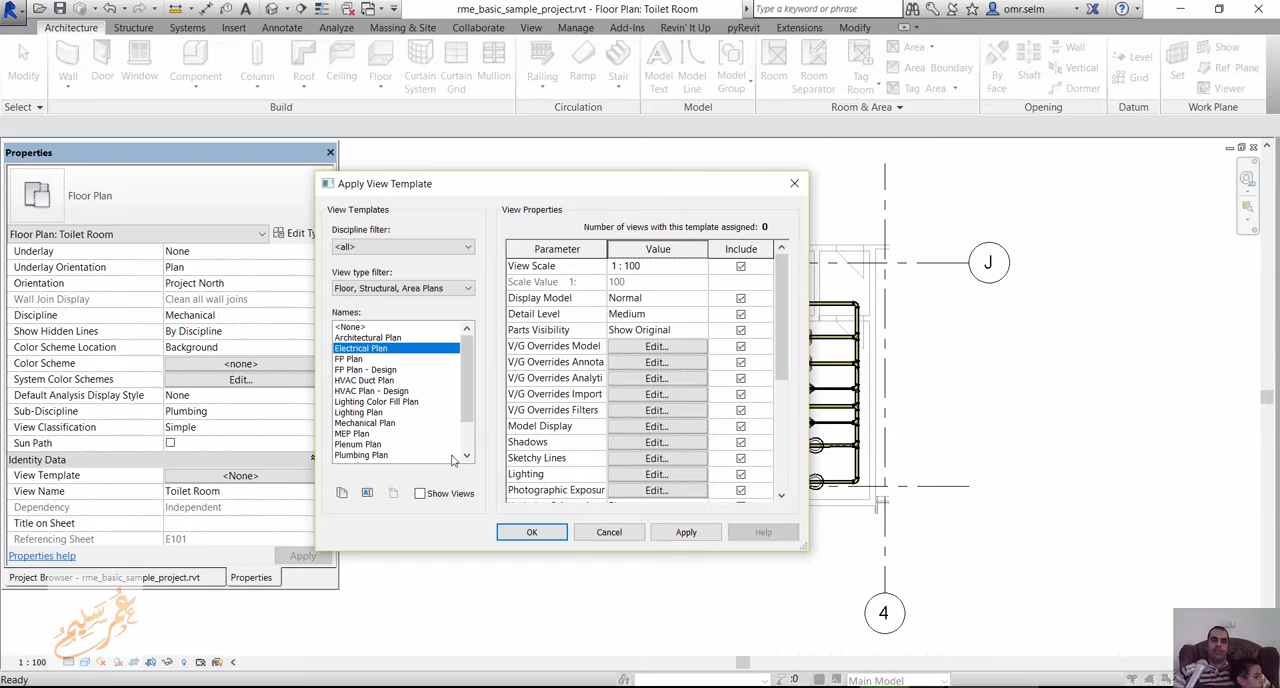 rme_basic_sample_project.rvt - Floor Plan: Toilet Room
Type a keyword or phrase
omr.selm
Architecture Structure Systems Insert Annotate Analyze Massing & Site Collaborate View Manage Add-Ins Revin' It Up pyRevit Extensions Modify
Modify Wall Door Window Component Column Roof Ceiling Floor Curtain System Curtain Grid Mullion Railing Ramp Stair Model Text Model Line Model Group Room Room Separator Tag Room By Face Shaft Set
Area
Area Boundary
Tag Area
Wall
Vertical
Dormer
Level
Grid
Show
Ref Plane
Viewer
Select Build Circulation Model Room & Area Opening Datum Work Plane
Properties
Floor Plan
Floor Plan: Toilet Room Edit Ty
Underlay None
Underlay Orientation Plan
Orientation Project North
Wall Join Display Clean all wall joins
Discipline Mechanical
Show Hidden Lines By Discipline
Color Scheme Location Background
Color Scheme <none>
System Color Schemes Edit...
Default Analysis Display Style None
Sub-Discipline Plumbing
View Classification Simple
Sun Path
Identity Data
View Template <None>
View Name Toilet Room
Dependency Independent
Title on Sheet
Referencing Sheet E101
Properties help Apply
Project Browser - rme_basic_sample_project.rvt Properties
Apply View Template
View Templates
Discipline filter:
<all>
View type filter:
Floor, Structural, Area Plans
Names:
<None>
Architectural Plan
Electrical Plan
FP Plan
FP Plan - Design
HVAC Duct Plan
HVAC Plan - Design
Lighting Color Fill Plan
Lighting Plan
Mechanical Plan
MEP Plan
Plenum Plan
Plumbing Plan
Show Views
View Properties
Number of views with this template assigned: 0
Parameter Value Include
View Scale 1 : 100
Scale Value 1: 100
Display Model Normal
Detail Level Medium
Parts Visibility Show Original
V/G Overrides Model Edit...
V/G Overrides Annota Edit...
V/G Overrides Analyti Edit...
V/G Overrides Import Edit...
V/G Overrides Filters Edit...
Model Display Edit...
Shadows Edit...
Sketchy Lines Edit...
Lighting Edit...
Photographic Exposur Edit...
OK Cancel Apply Help
J
4
عمر سليم
1 : 100
Ready
:0
Main Model